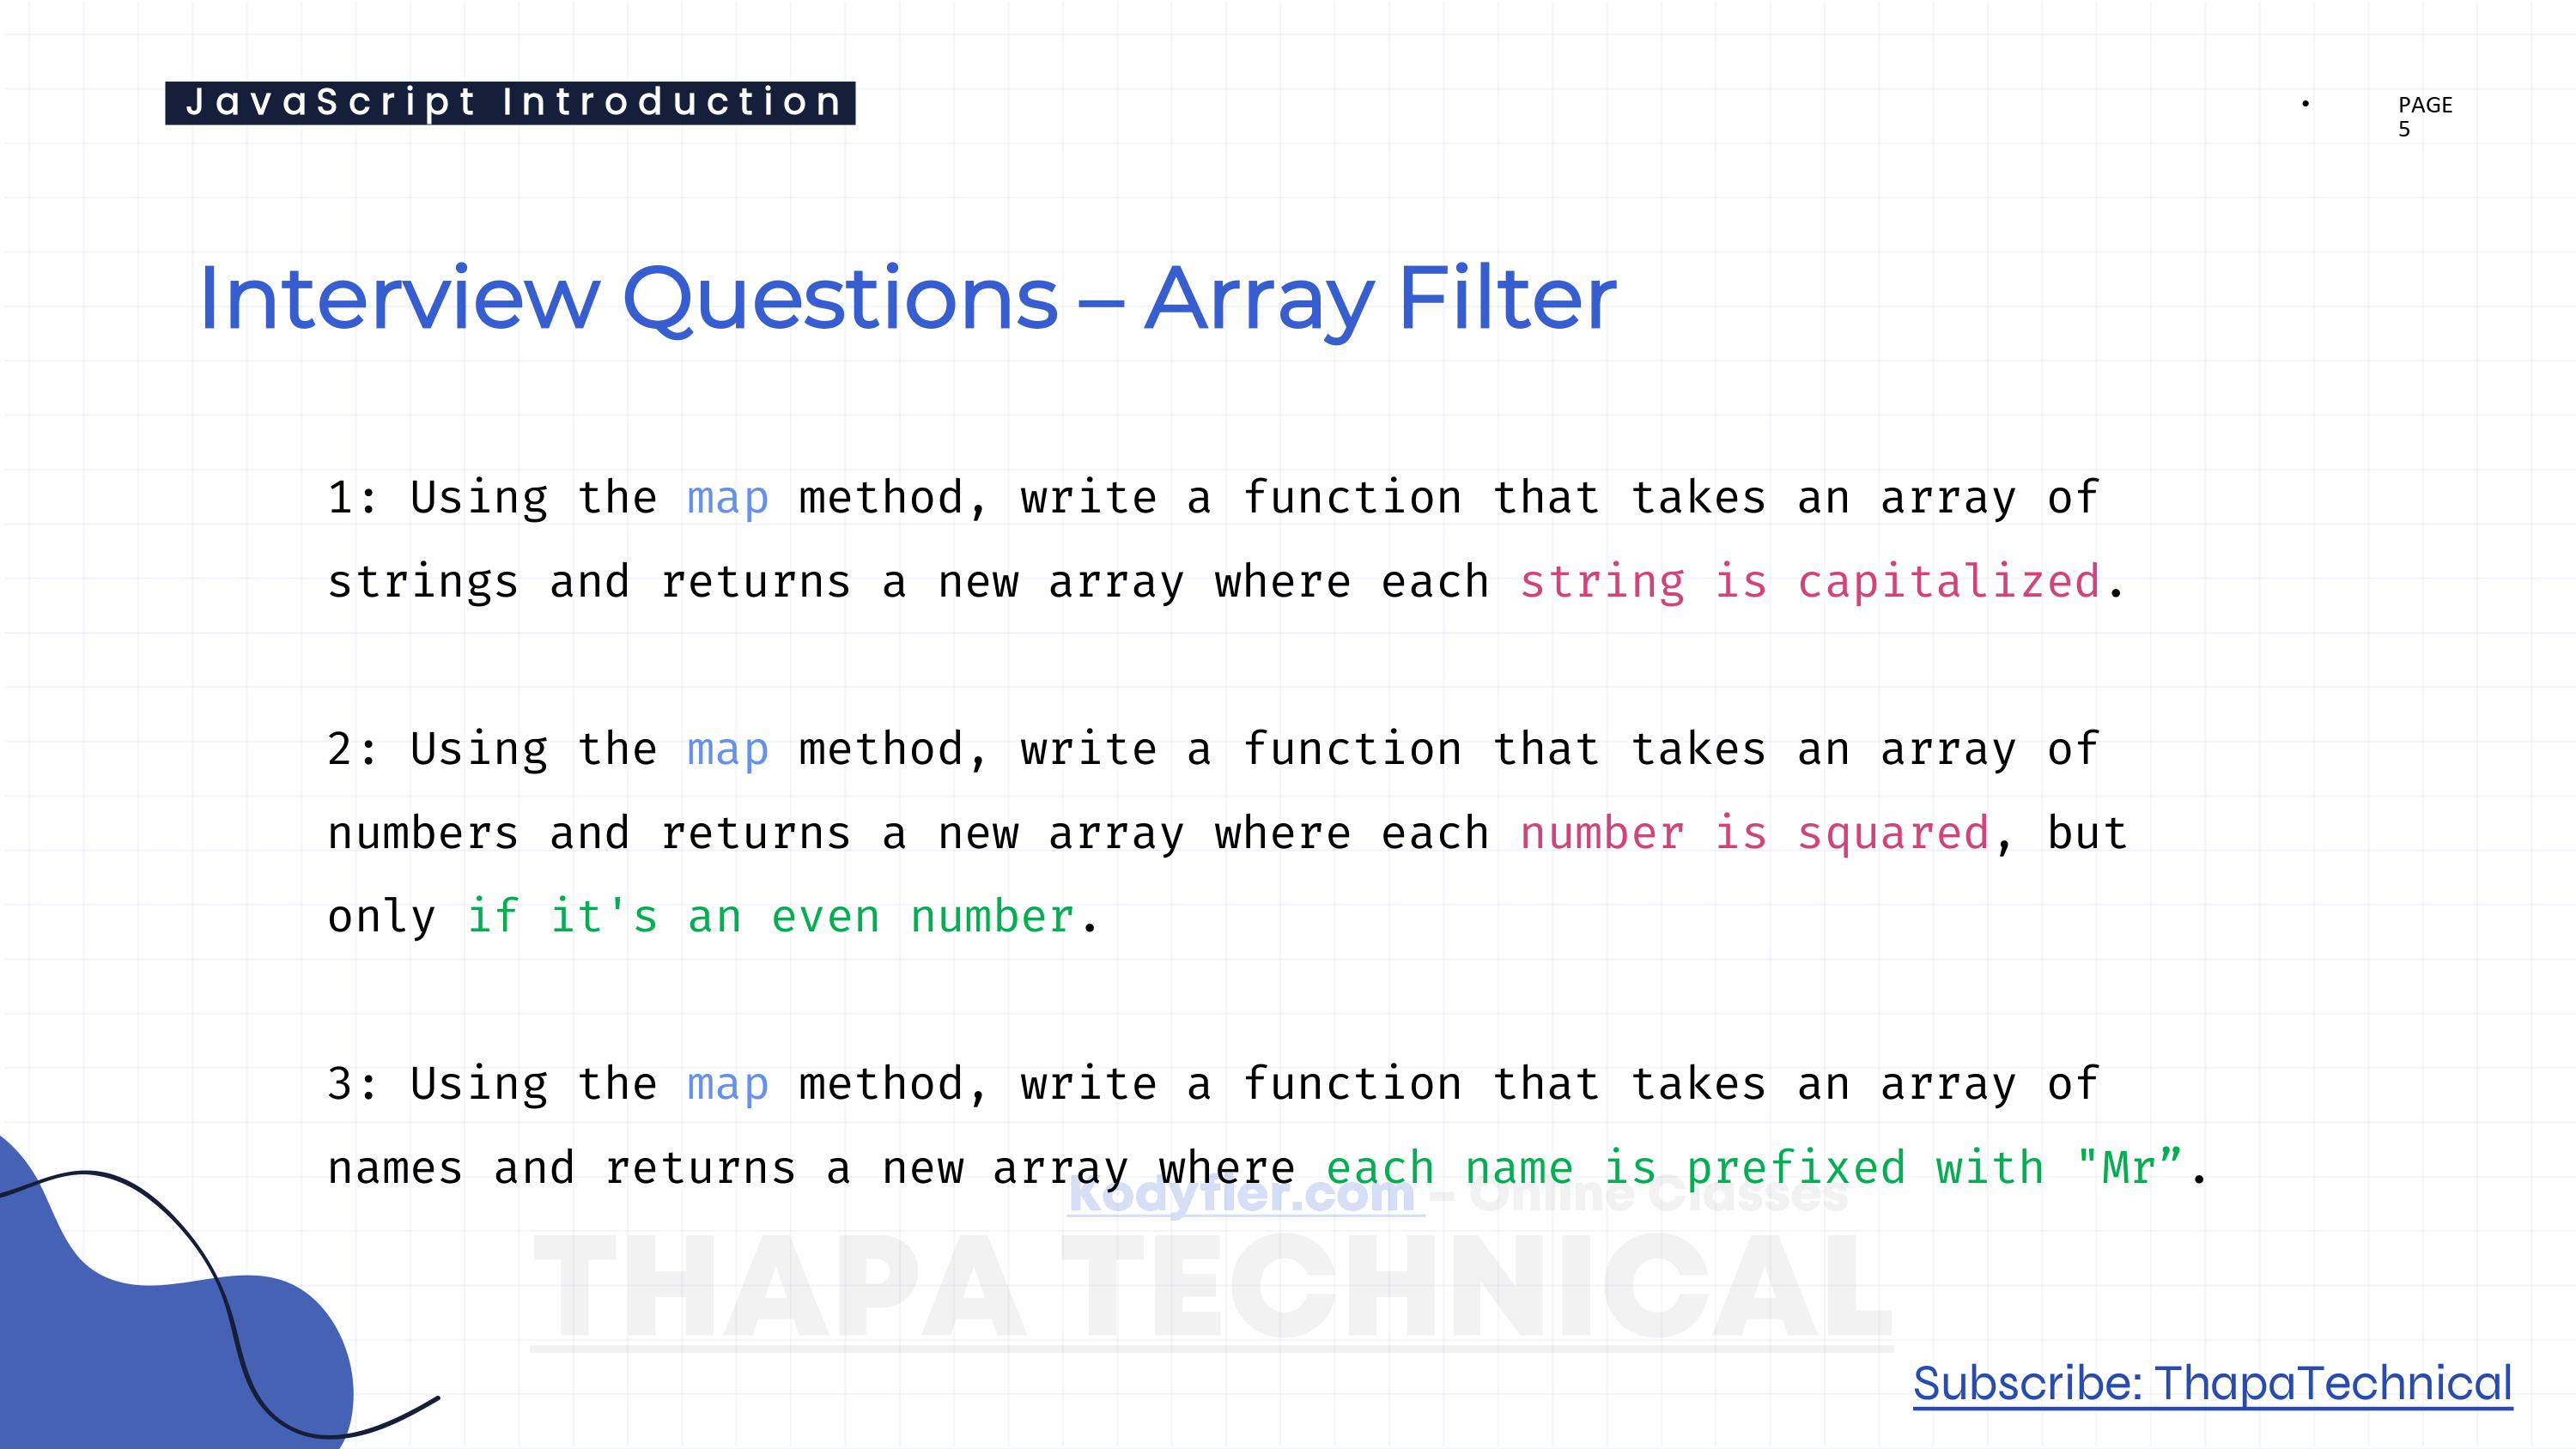 JavaScript Introduction
• PAGE
5
Interview Questions – Array Filter
1: Using the map method, write a function that takes an array of
strings and returns a new array where each string is capitalized.
2: Using the map method, write a function that takes an array of
numbers and returns a new array where each number is squared, but
only if it's an even number.
3: Using the map method, write a function that takes an array of
names and returns a new array where each name is prefixed with "Mr”.
Kodyfier.com – Online Classes
THAPA TECHNICAL
Subscribe: ThapaTechnical